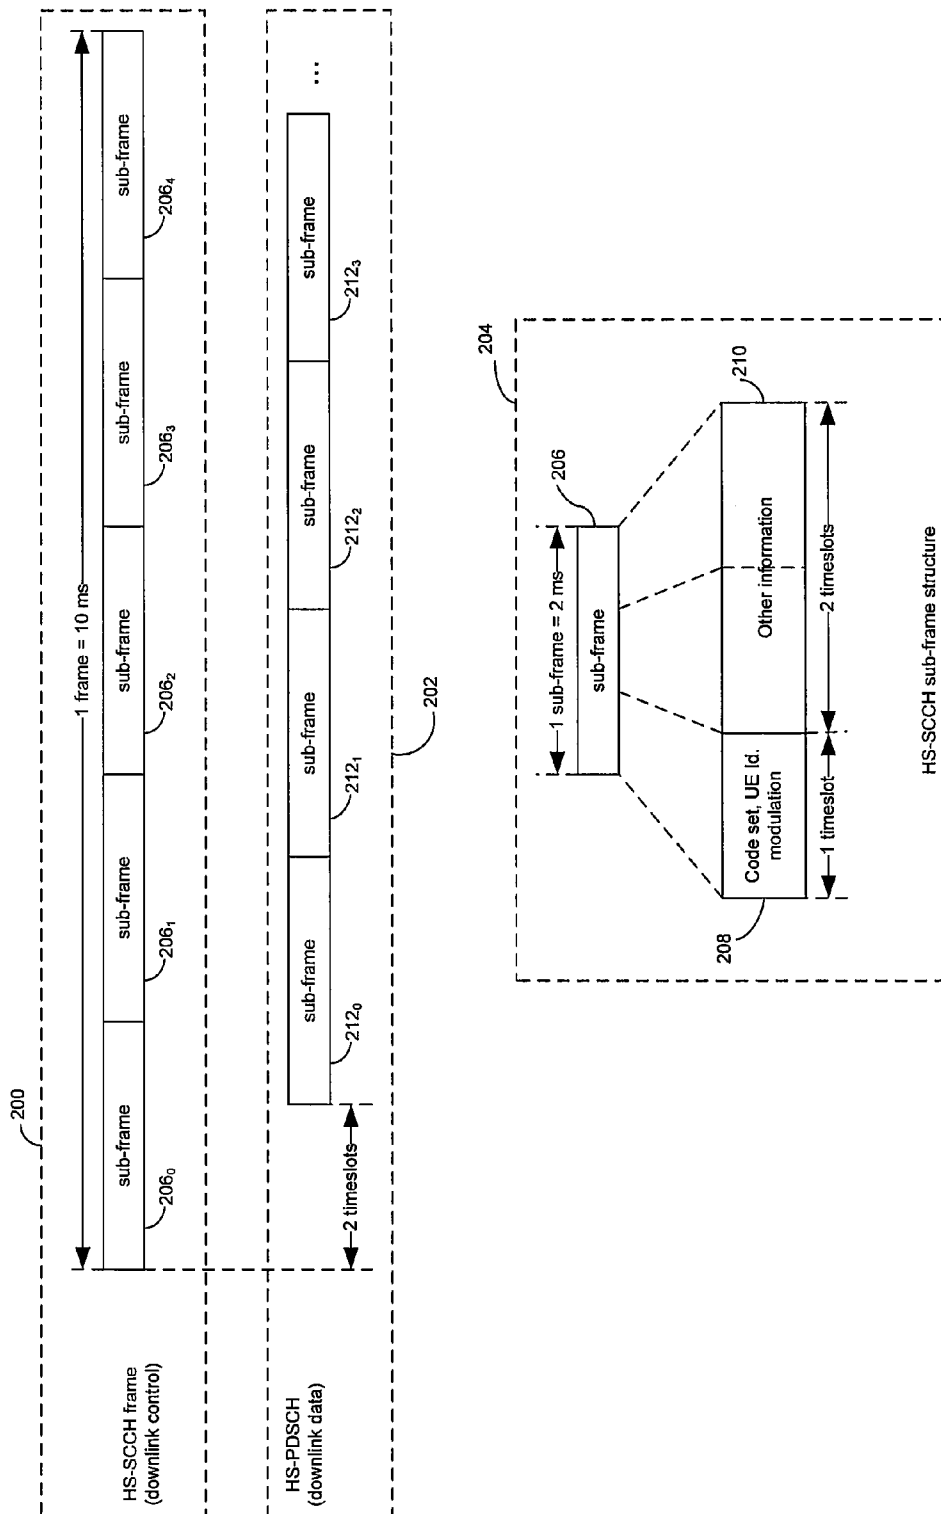 200
HS-SCCH frame
(downlink control)
1 frame = 10 ms
sub-frame
sub-frame
sub-frame
sub-frame
sub-frame
206₀
206₁
206₂
206₃
206₄
HS-PDSCH
(downlink data)
sub-frame
sub-frame
sub-frame
sub-frame
...
212₀
212₁
212₂
212₃
2 timeslots
202
204
1 sub-frame = 2 ms
206
sub-frame
208
Code set, UE Id.
modulation
Other information
210
1 timeslot
2 timeslots
HS-SCCH sub-frame structure